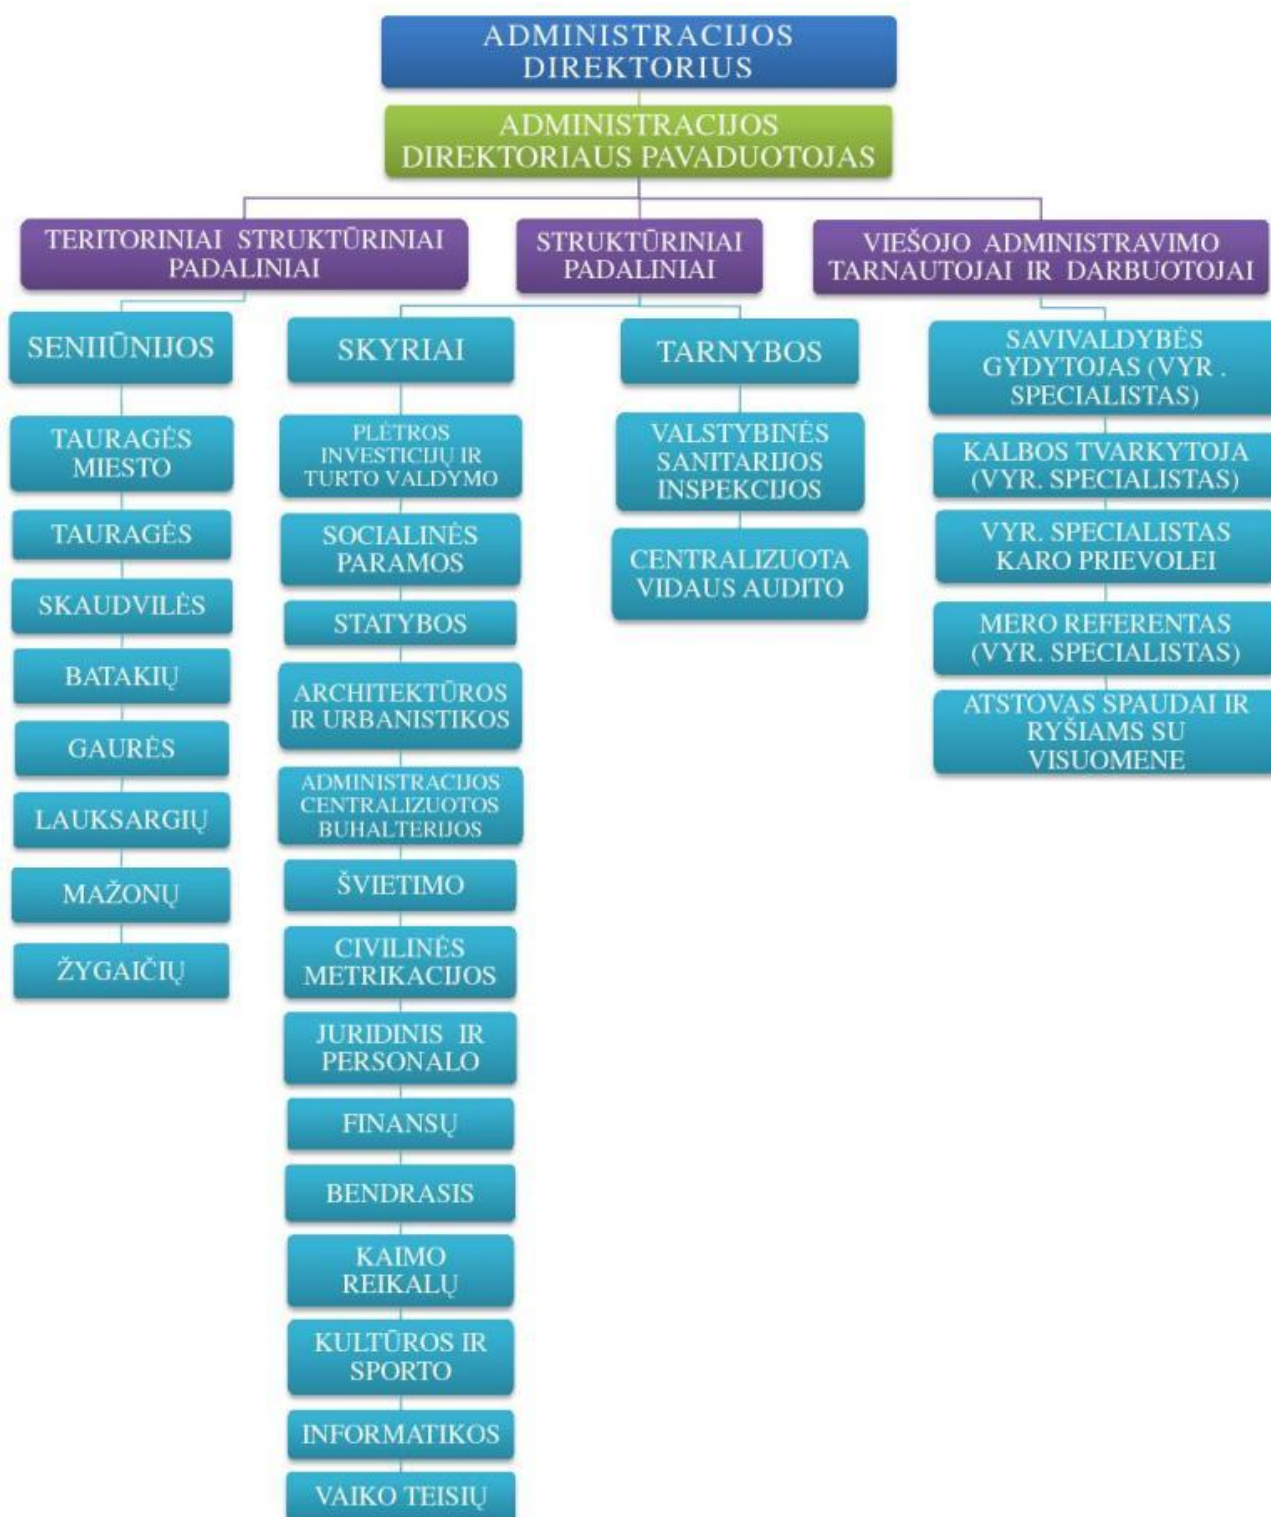 ADMINISTRACIJOS
DIREKTORIUS
ADMINISTRACIJOS
DIREKTORIAUS PAVADUOTOJAS
TERITORINIAI STRUKTŪRINIAI
PADALINIAI
STRUKTŪRINIAI
PADALINIAI
VIEŠOJO ADMINISTRAVIMO
TARNAUTOJAI IR DARBUOTOJAI
SENIIŪNIJOS
TAURAGĖS
MIESTO
TAURAGĖS
SKAUDVILĖS
BATAKIŲ
GAURĖS
LAUKSARGIŲ
MAŽONŲ
ŽYGAIČIŲ
SKYRIAI
PLĖTROS
INVESTICIJŲ IR
TURTO VALDYMO
SOCIALINĖS
PARAMOS
STATYBOS
ARCHITEKTŪROS
IR URBANISTIKOS
ADMINISTRACIJOS
CENTRALIZUOTOS
BUHALTERIJOS
ŠVIETIMO
CIVILINĖS
METRIKACIJOS
JURIDINIS IR
PERSONALO
FINANSŲ
BENDRASIS
KAIMO
REIKALŲ
KULTŪROS IR
SPORTO
INFORMATIKOS
VAIKO TEISIŲ
TARNYBOS
VALSTYBINĖS
SANITARIJOS
INSPEKCIJOS
CENTRALIZUOTA
VIDAUS AUDITO
SAVIVALDYBĖS
GYDYTOJAS (VYR .
SPECIALISTAS)
KALBOS TVARKYTOJA
(VYR. SPECIALISTAS)
VYR. SPECIALISTAS
KARO PRIEVOLEI
MERO REFERENTAS
(VYR. SPECIALISTAS)
ATSTOVAS SPAUDAI IR
RYŠIAMS SU
VISUOMENE